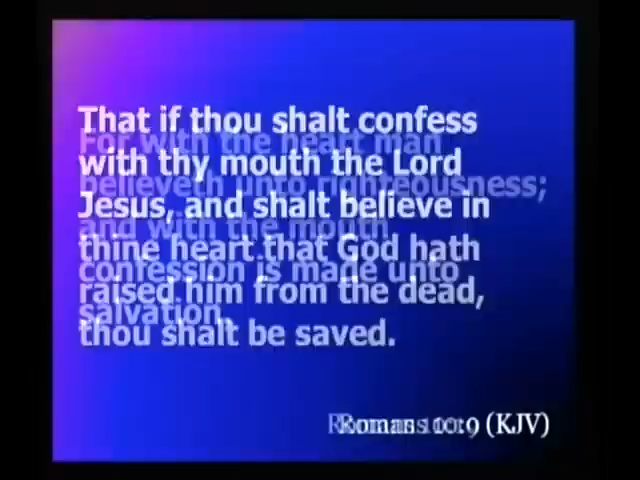 That if thou shalt confess
For with the heart man
with thy mouth the Lord
believeth unto righteousness;
Jesus, and shalt believe in
and with the mouth
thine heart that God hath
confession is made unto
raised him from the dead,
salvation.
thou shalt be saved.
Romans 10:9 (KJV)
Romans